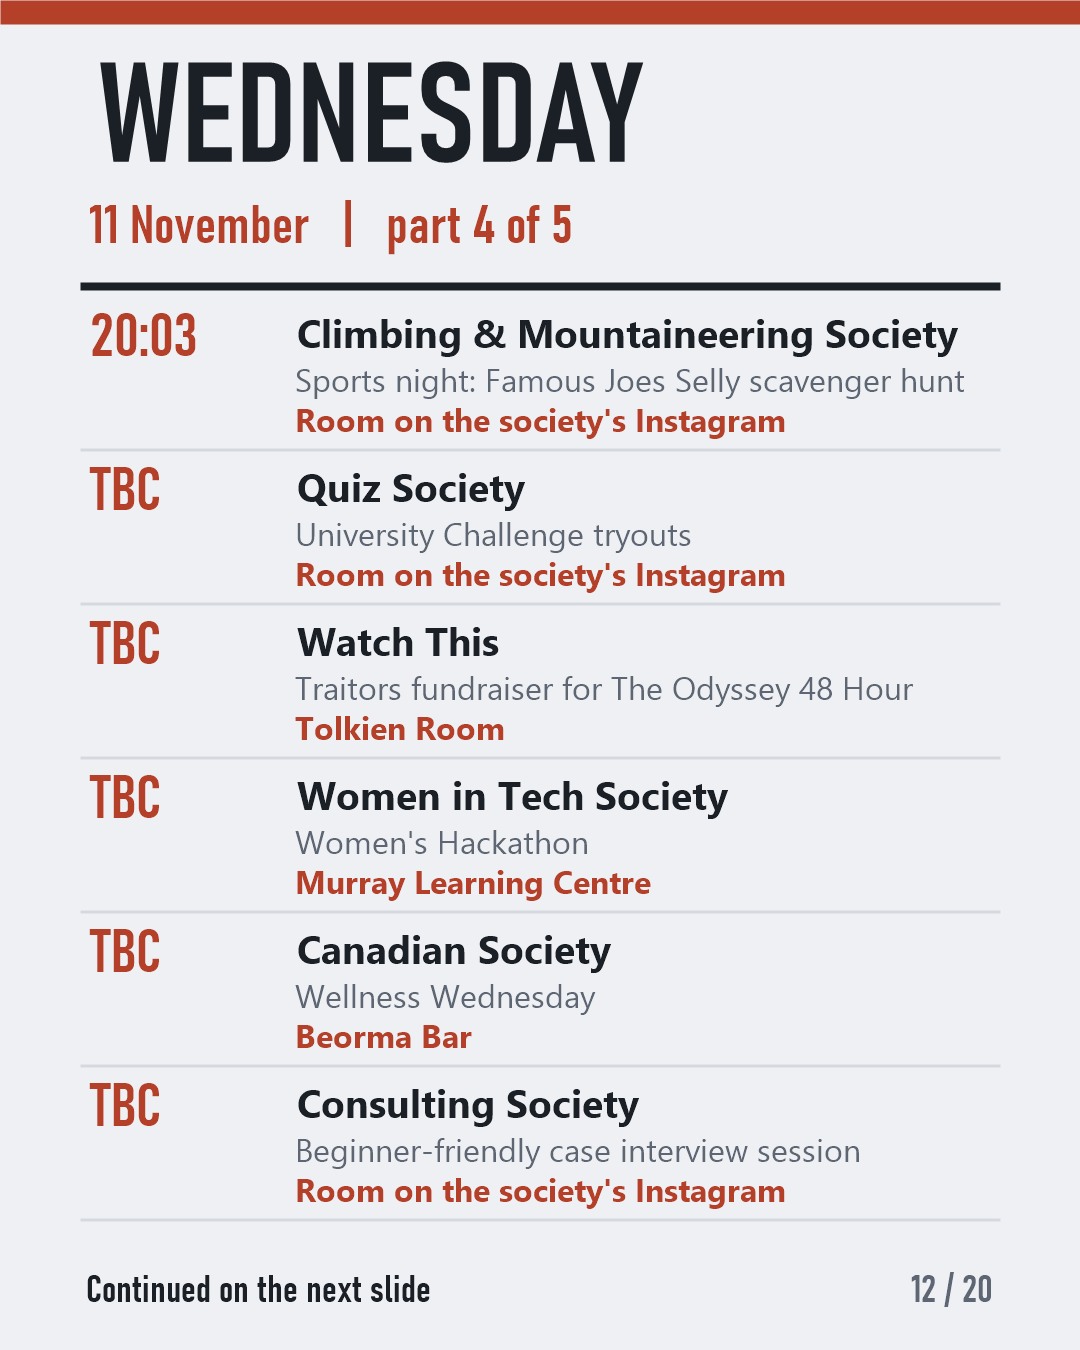 WEDNESDAY
11 November | part 4 of 5
20:03 Climbing & Mountaineering Society
Sports night: Famous Joes Selly scavenger hunt
Room on the society's Instagram
TBC Quiz Society
University Challenge tryouts
Room on the society's Instagram
TBC Watch This
Traitors fundraiser for The Odyssey 48 Hour
Tolkien Room
TBC Women in Tech Society
Women's Hackathon
Murray Learning Centre
TBC Canadian Society
Wellness Wednesday
Beorma Bar
TBC Consulting Society
Beginner-friendly case interview session
Room on the society's Instagram
Continued on the next slide 12 / 20